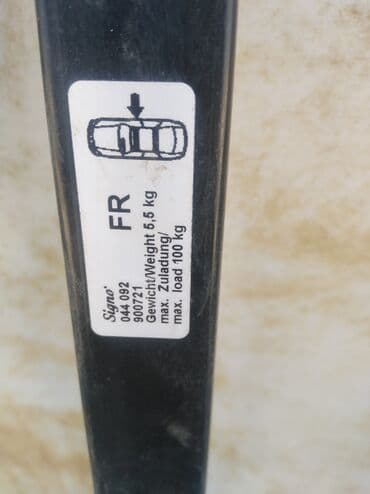 FR
Signo
044 092
900721
Gewicht/Weight 5,5 kg
max. Zuladung/
max. load 100 kg